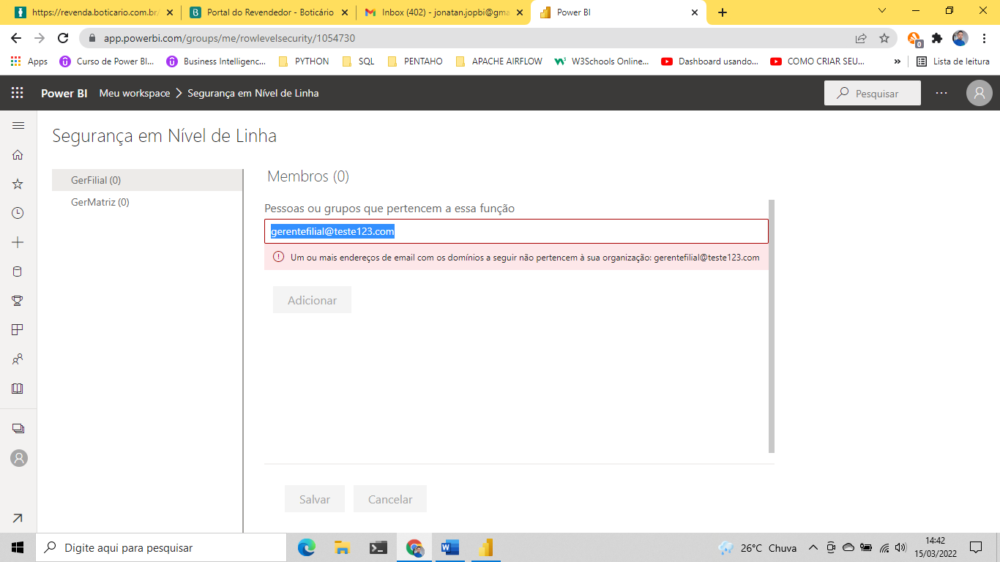 https://revenda.boticario.com.br/
Portal do Revendedor - Boticário
Inbox (402) - jonatan.jopbi@gma
Power BI
app.powerbi.com/groups/me/rowlevelsecurity/1054730
0
Apps
Curso de Power BI...
Business Intelligenc...
PYTHON
SQL
PENTAHO
APACHE AIRFLOW
W3Schools Online...
Dashboard usando...
COMO CRIAR SEU...
»
Lista de leitura
Power BI
Meu workspace
Segurança em Nível de Linha
Pesquisar
Segurança em Nível de Linha
GerFilial (0)
GerMatriz (0)
Membros (0)
Pessoas ou grupos que pertencem a essa função
gerentefilial@teste123.com
Um ou mais endereços de email com os domínios a seguir não pertencem à sua organização: gerentefilial@teste123.com
Adicionar
Salvar
Cancelar
Digite aqui para pesquisar
26°C Chuva
14:42
15/03/2022